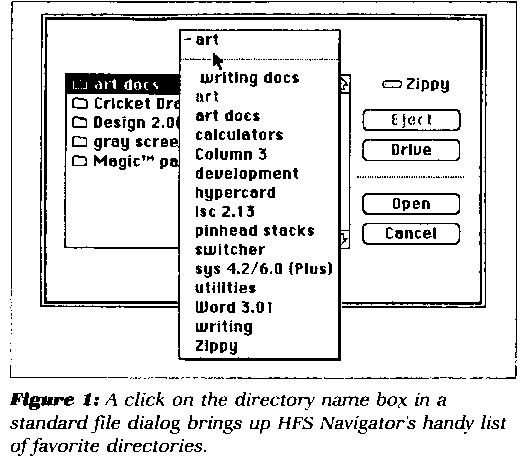 art
writing docs
art docs
Zippy
art
Cricket Dra
art docs
Eject
Design 2.0
calculators
gray scree
Column 3
Drive
Magic™ pa
development
hypercard
Open
lsc 2.13
pinhead stacks
Cancel
switcher
sys 4.2/6.0 (Plus)
utilities
Word 3.01
writing
Zippy
Figure 1: A click on the directory name box in a
standard file dialog brings up HFS Navigator's handy list
of favorite directories.